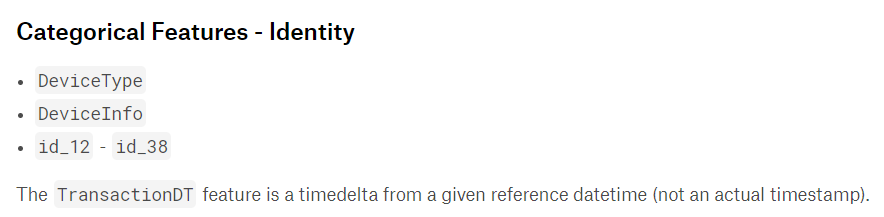 Categorical Features - Identity
• DeviceType
• DeviceInfo
• id_12 - id_38
The TransactionDT feature is a timedelta from a given reference datetime (not an actual timestamp).